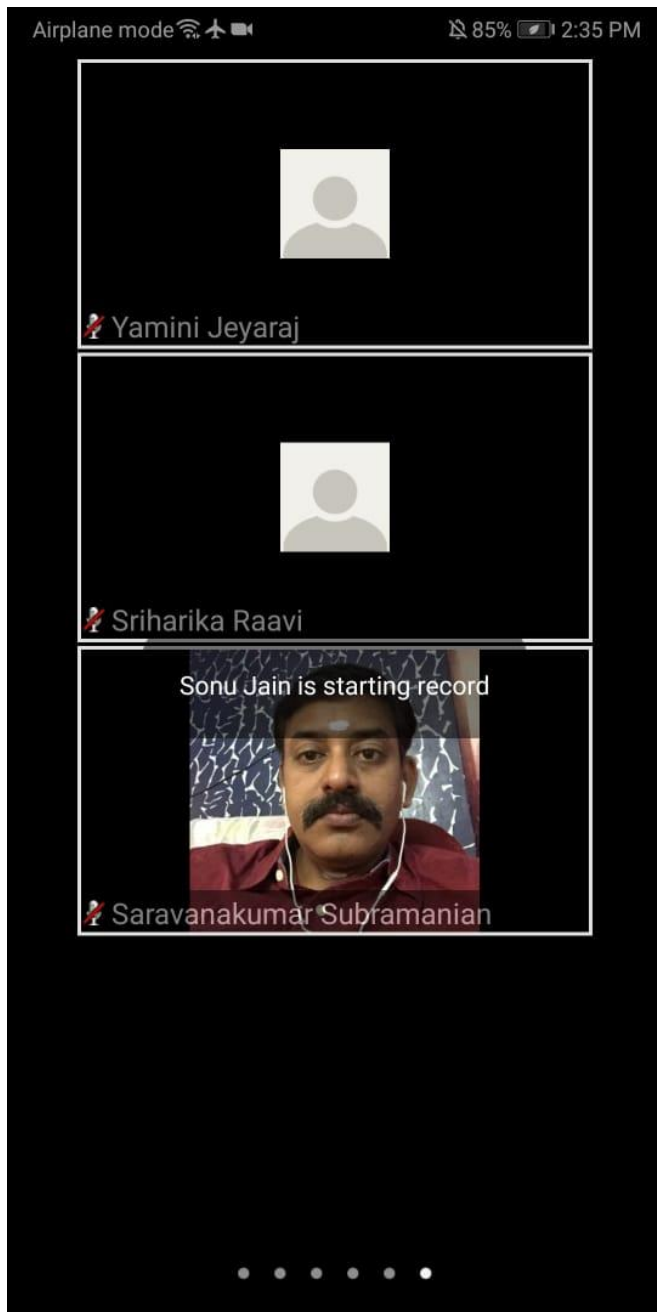 Airplane mode 85% 2:35 PM
Yamini Jeyaraj
Sriharika Raavi
Sonu Jain is starting record
Saravanakumar Subramanian